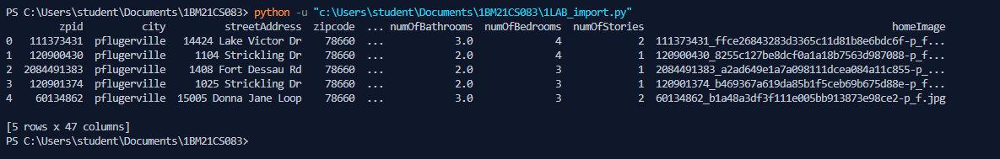 PS C:\Users\student\Documents\1BM21CS083> python -u "c:\Users\student\Documents\1BM21CS083\1LAB_import.py"
zpid city streetAddress zipcode ... numOfBathrooms numOfBedrooms numOfStories homeImage
0 111373431 pflugerville 14424 Lake Victor Dr 78660 ... 3.0 4 2 111373431_ffce26843283d3365c11d81b8e6bdc6f-p_f...
1 120900430 pflugerville 1104 Strickling Dr 78660 ... 2.0 4 1 120900430_8255c127be8dcf0a1a18b7563d987088-p_f...
2 2084491383 pflugerville 1408 Fort Dessau Rd 78660 ... 2.0 3 1 2084491383_a2ad649e1a7a098111dcea084a11c855-p_...
3 120901374 pflugerville 1025 Strickling Dr 78660 ... 2.0 3 1 120901374_b469367a619da85b1f5ceb69b675d88e-p_f...
4 60134862 pflugerville 15005 Donna Jane Loop 78660 ... 3.0 3 2 60134862_b1a48a3df3f111e005bb913873e98ce2-p_f.jpg
[5 rows x 47 columns]
PS C:\Users\student\Documents\1BM21CS083>